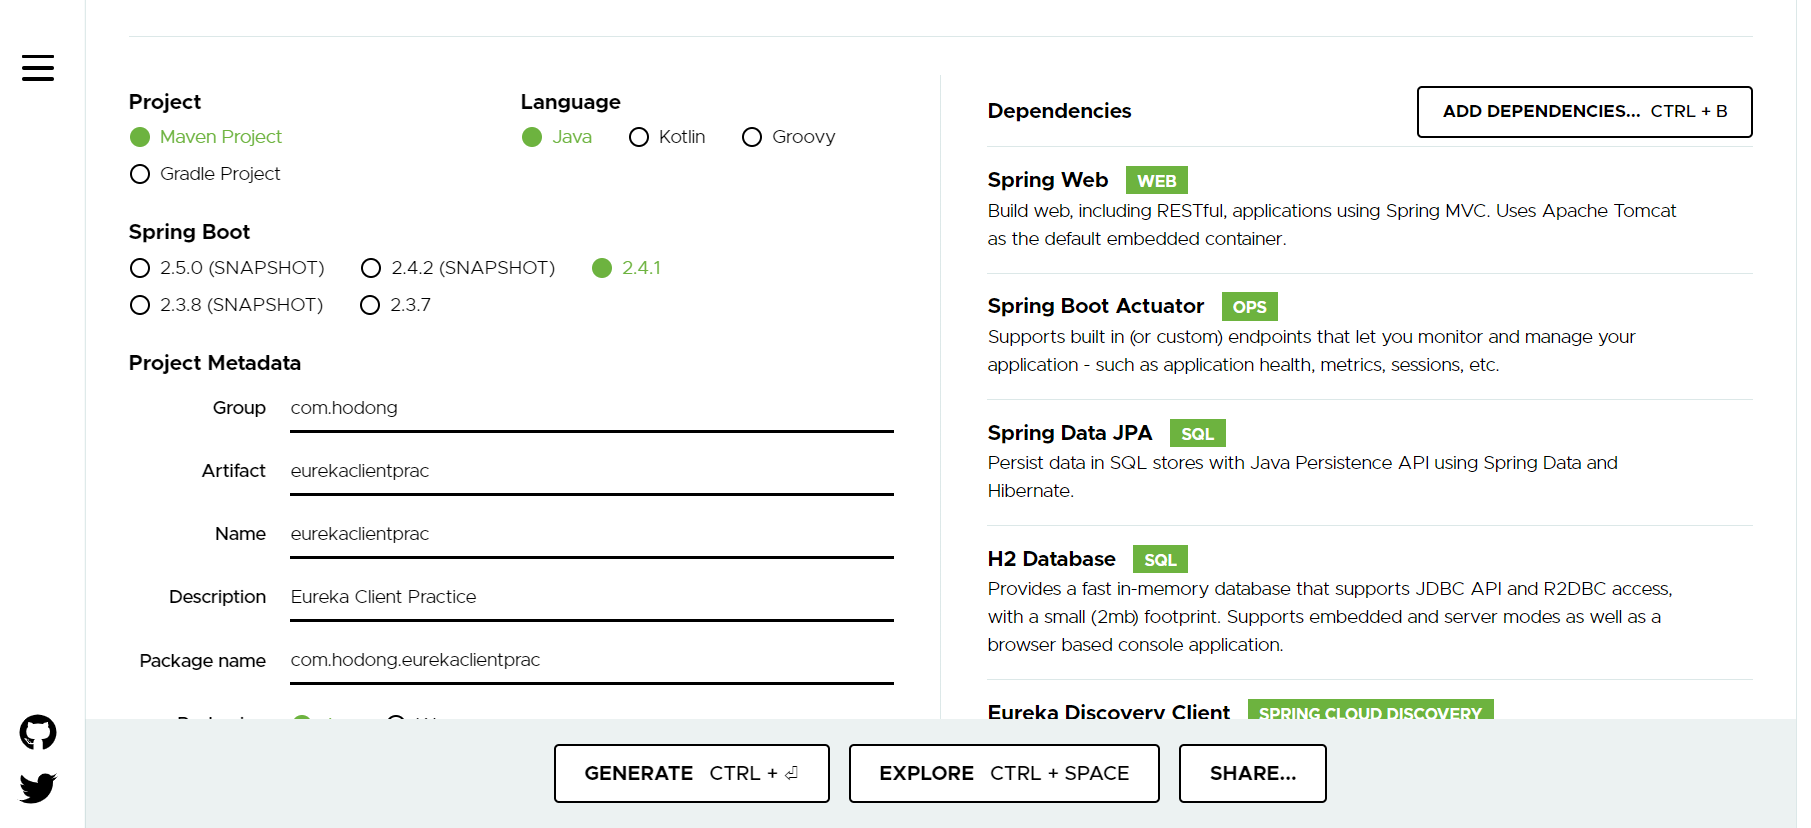 Project
Maven Project
Gradle Project
Language
Java Kotlin Groovy
Spring Boot
2.5.0 (SNAPSHOT) 2.4.2 (SNAPSHOT) 2.4.1
2.3.8 (SNAPSHOT) 2.3.7
Project Metadata
Group com.hodong
Artifact eurekaclientprac
Name eurekaclientprac
Description Eureka Client Practice
Package name com.hodong.eurekaclientprac
Dependencies
ADD DEPENDENCIES... CTRL + B
Spring Web WEB
Build web, including RESTful, applications using Spring MVC. Uses Apache Tomcat
as the default embedded container.
Spring Boot Actuator OPS
Supports built in (or custom) endpoints that let you monitor and manage your
application - such as application health, metrics, sessions, etc.
Spring Data JPA SQL
Persist data in SQL stores with Java Persistence API using Spring Data and
Hibernate.
H2 Database SQL
Provides a fast in-memory database that supports JDBC API and R2DBC access,
with a small (2mb) footprint. Supports embedded and server modes as well as a
browser based console application.
Eureka Discovery Client SPRING CLOUD DISCOVERY
GENERATE CTRL + ⏎
EXPLORE CTRL + SPACE
SHARE...